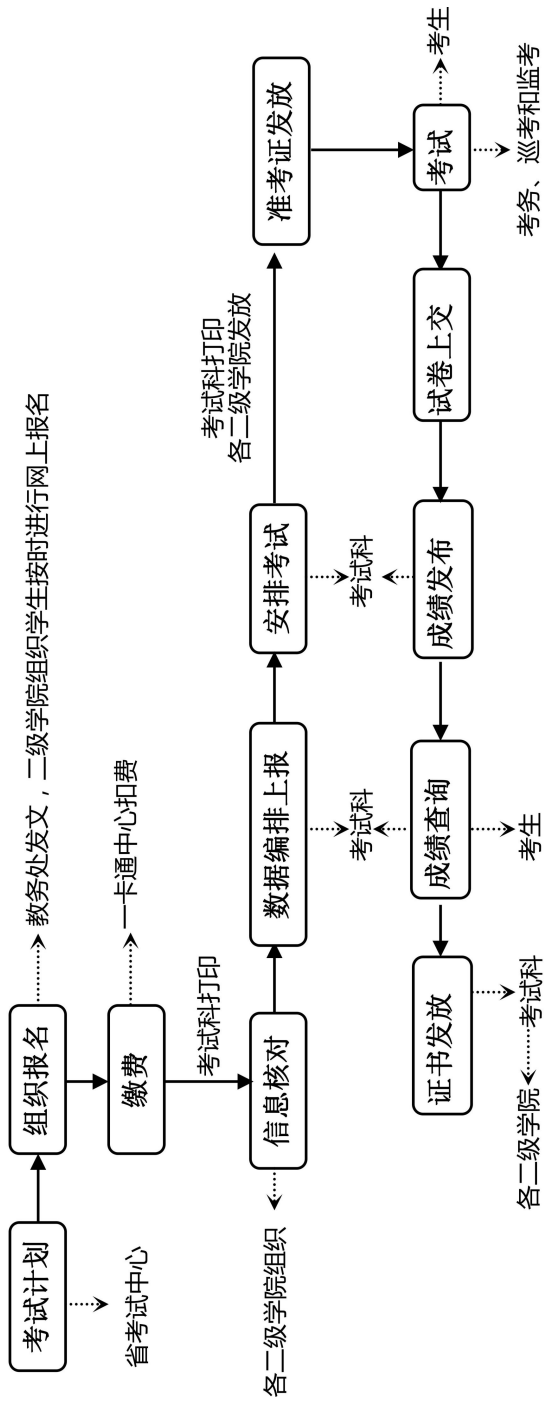 考试计划
省考试中心
组织报名
教务处发文，二级学院组织学生按时进行网上报名
缴费
一卡通中心扣费
考试科打印
信息核对
各二级学院组织
数据编排上报
考试科
安排考试
考试科
考试科打印
各二级学院发放
准考证发放
考试
考生
考务、巡考和监考
试卷上交
成绩发布
成绩查询
考生
证书发放
考试科
各二级学院